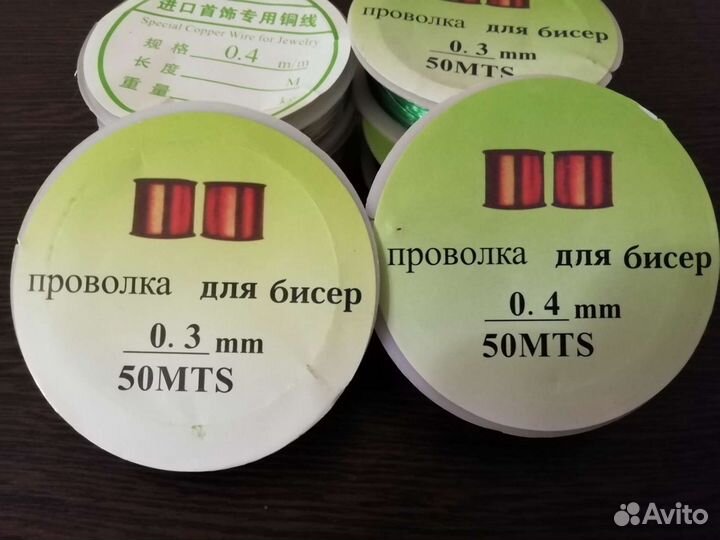 进口首饰专用铜线
Special Copper Wire for Jewelry
规格 0.4 m/m
长度 M
重量
проволка для бисер
0.3 mm
50MTS
проволка для бисер
0.3 mm
50MTS
проволка для бисер
0.4 mm
50MTS
Avito